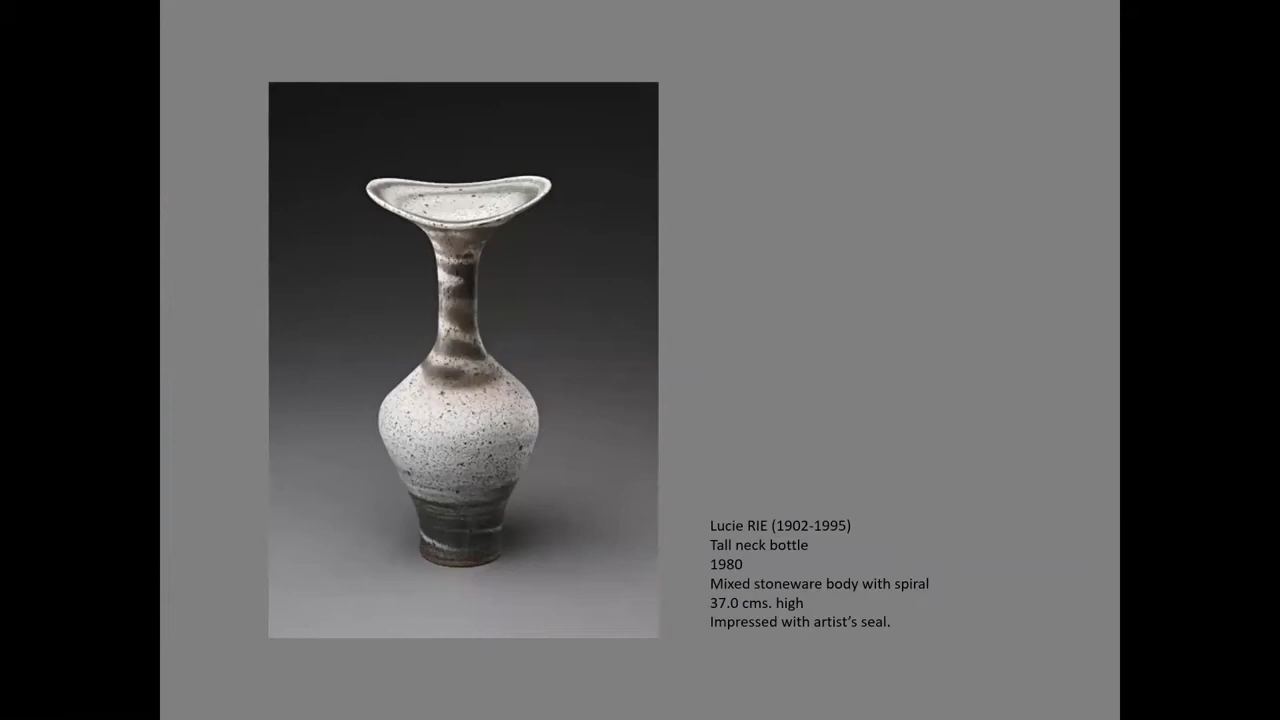 Lucie RIE (1902-1995)
Tall neck bottle
1980
Mixed stoneware body with spiral
37.0 cms. high
Impressed with artist’s seal.